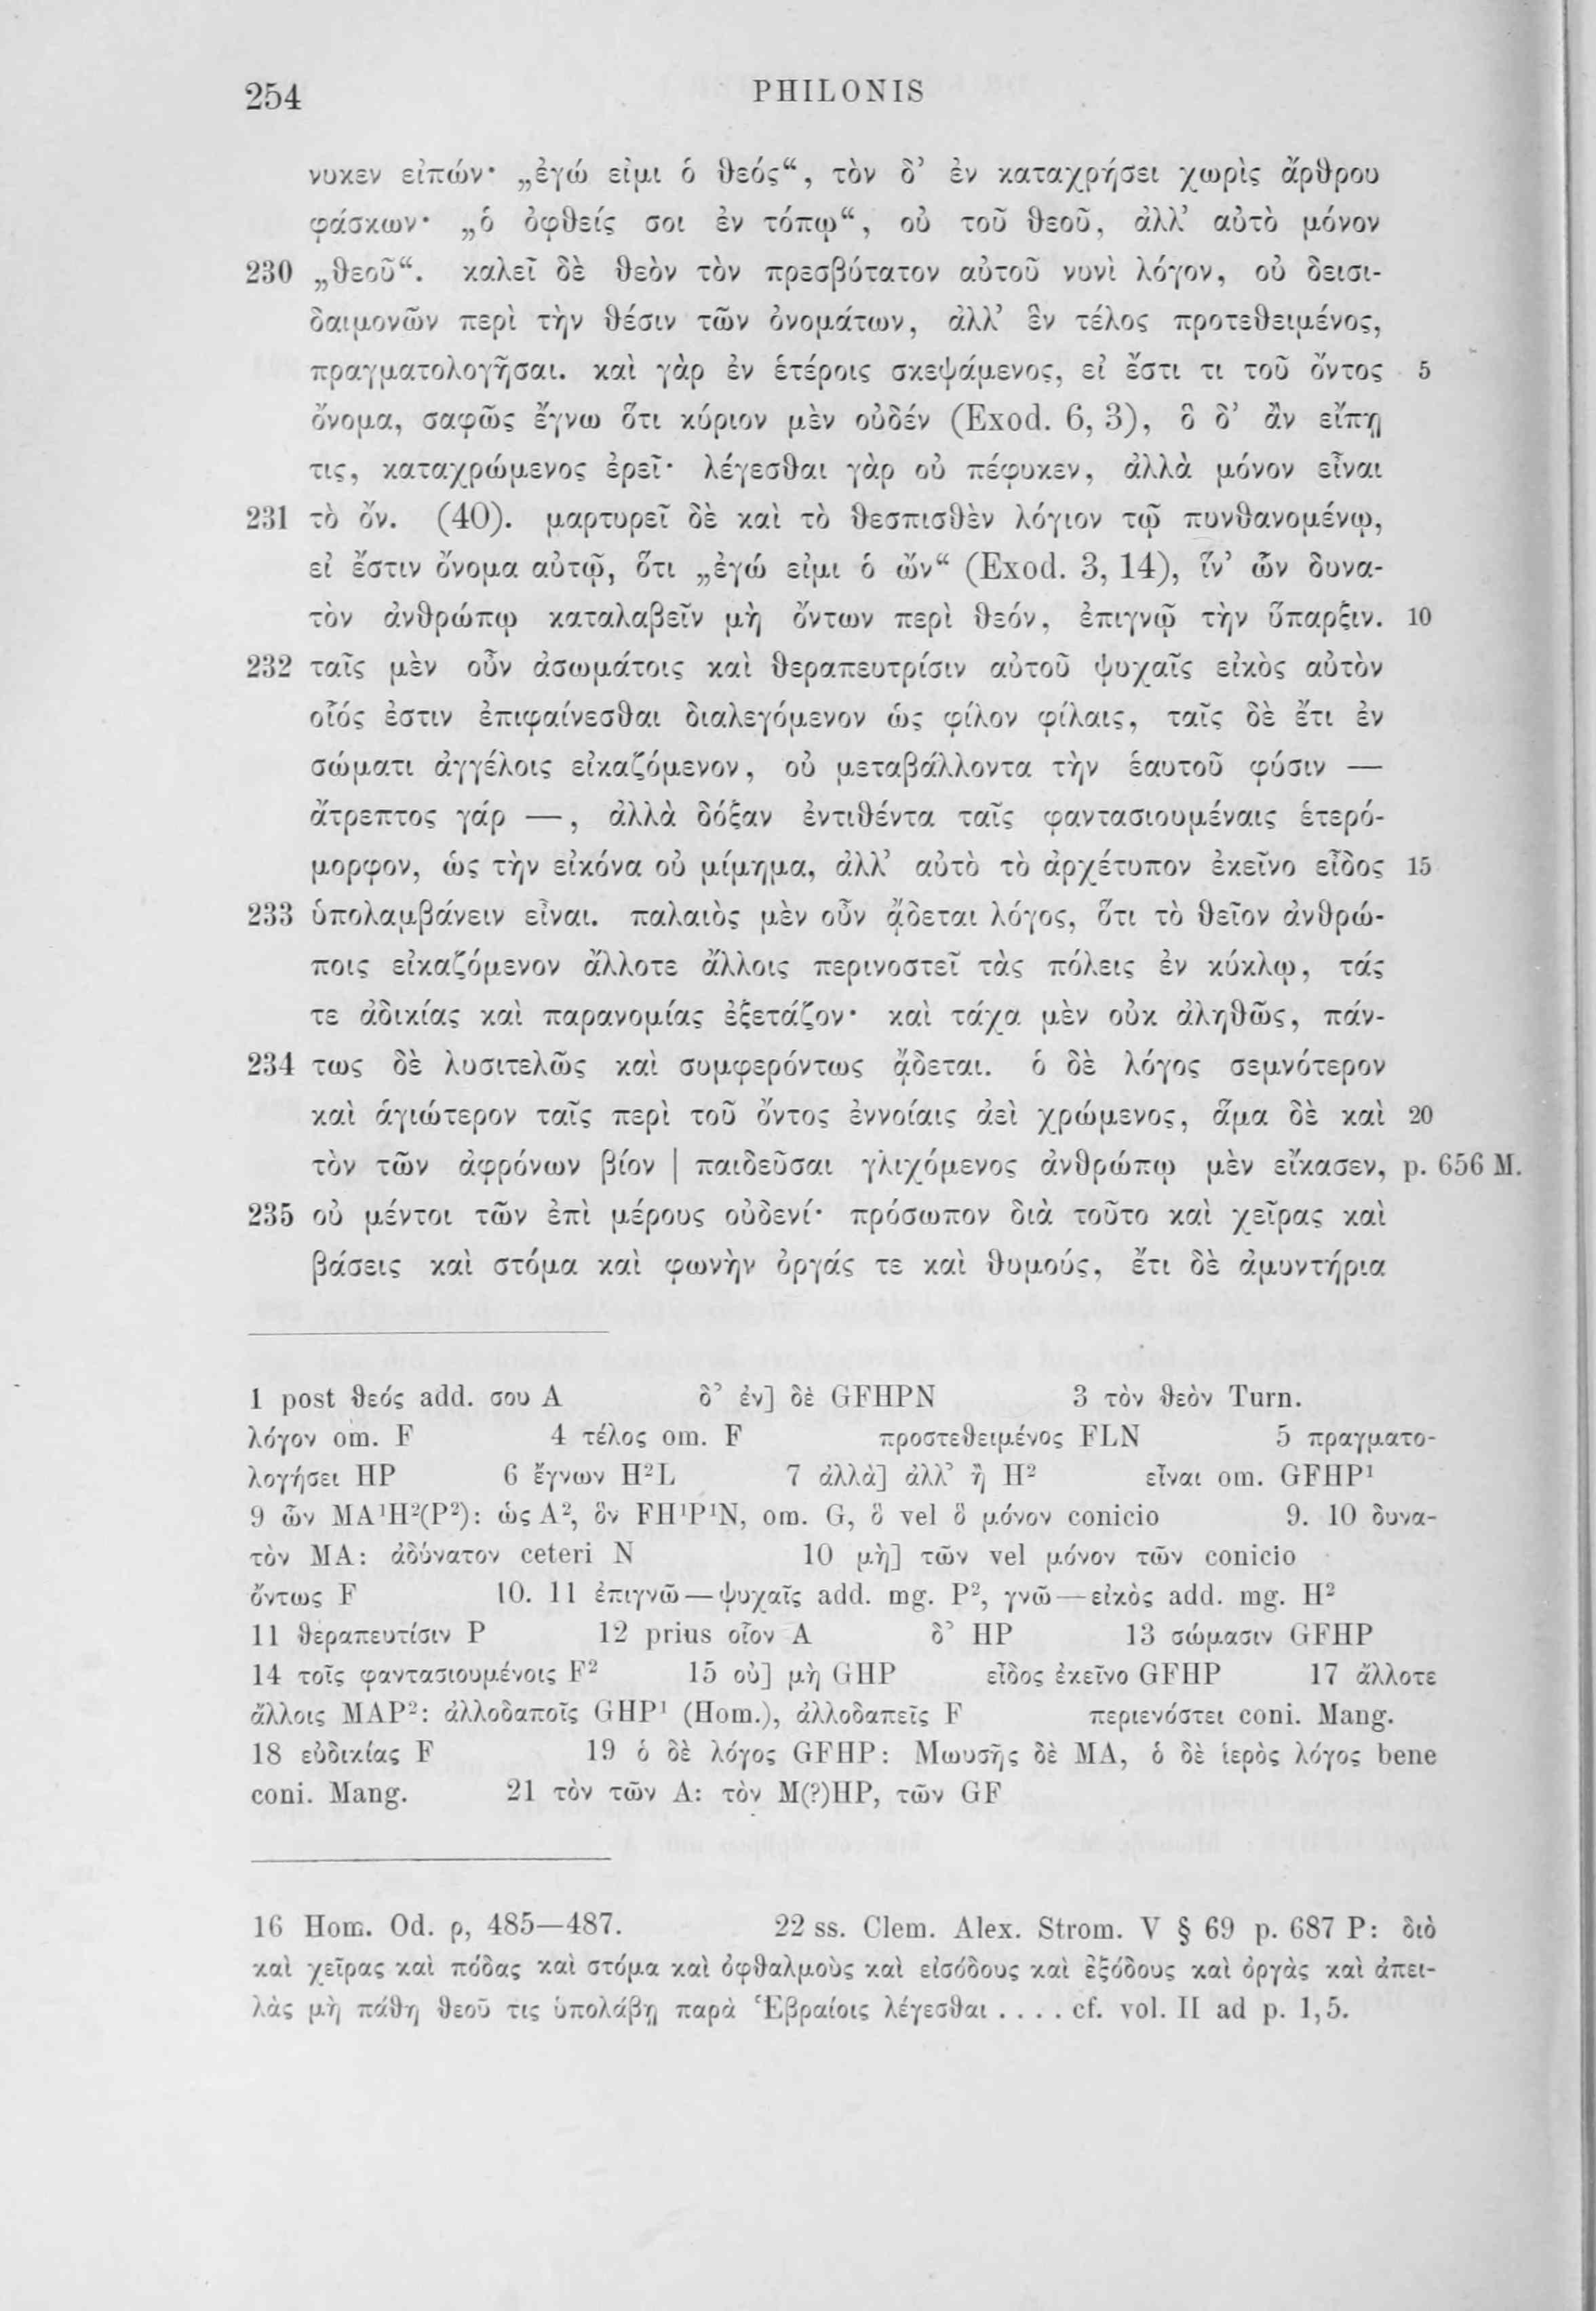 254
PHILONIS
νυκεν εἰπών· „ἐγώ εἰμι ὁ θεός“, τὸν δ’ ἐν καταχρήσει χωρὶς ἄρθρου
φάσκων· „ὁ ὀφθείς σοι ἐν τόπῳ“, οὐ τοῦ θεοῦ, ἀλλ’ αὐτὸ μόνον
230 „θεοῦ“. καλεῖ δὲ θεὸν τὸν πρεσβύτατον αὐτοῦ νυνὶ λόγον, οὐ δεισι-
δαιμονῶν περὶ τὴν θέσιν τῶν ὀνομάτων, ἀλλ’ ἓν τέλος προτεθειμένος,
πραγματολογῆσαι. καὶ γὰρ ἐν ἑτέροις σκεψάμενος, εἰ ἔστι τι τοῦ ὄντος 5
ὄνομα, σαφῶς ἔγνω ὅτι κύριον μὲν οὐδέν (Exod. 6, 3), ὃ δ’ ἂν εἴπῃ
τις, καταχρώμενος ἐρεῖ· λέγεσθαι γὰρ οὐ πέφυκεν, ἀλλὰ μόνον εἶναι
231 τὸ ὄν. (40). μαρτυρεῖ δὲ καὶ τὸ θεσπισθὲν λόγιον τῷ πυνθανομένῳ,
εἰ ἔστιν ὄνομα αὐτῷ, ὅτι „ἐγώ εἰμι ὁ ὤν“ (Exod. 3, 14), ἵν’ ὧν δυνα-
τὸν ἀνθρώπῳ καταλαβεῖν μὴ ὄντων περὶ θεόν, ἐπιγνῷ τὴν ὕπαρξιν. 10
232 ταῖς μὲν οὖν ἀσωμάτοις καὶ θεραπευτρίσιν αὐτοῦ ψυχαῖς εἰκὸς αὐτὸν
οἷός ἐστιν ἐπιφαίνεσθαι διαλεγόμενον ὡς φίλον φίλαις, ταῖς δὲ ἔτι ἐν
σώματι ἀγγέλοις εἰκαζόμενον, οὐ μεταβάλλοντα τὴν ἑαυτοῦ φύσιν —
ἄτρεπτος γάρ —, ἀλλὰ δόξαν ἐντιθέντα ταῖς φαντασιουμέναις ἑτερό-
μορφον, ὡς τὴν εἰκόνα οὐ μίμημα, ἀλλ’ αὐτὸ τὸ ἀρχέτυπον ἐκεῖνο εἶδος 15
233 ὑπολαμβάνειν εἶναι. παλαιὸς μὲν οὖν ᾄδεται λόγος, ὅτι τὸ θεῖον ἀνθρώ-
ποις εἰκαζόμενον ἄλλοτε ἄλλοις περινοστεῖ τὰς πόλεις ἐν κύκλῳ, τάς
τε ἀδικίας καὶ παρανομίας ἐξετάζον· καὶ τάχα μὲν οὐκ ἀληθῶς, πάν-
234 τως δὲ λυσιτελῶς καὶ συμφερόντως ᾄδεται. ὁ δὲ λόγος σεμνότερον
καὶ ἁγιώτερον ταῖς περὶ τοῦ ὄντος ἐννοίαις ἀεὶ χρώμενος, ἅμα δὲ καὶ 20
τὸν τῶν ἀφρόνων βίον | παιδεῦσαι γλιχόμενος ἀνθρώπῳ μὲν εἴκασεν, p. 656 M.
235 οὐ μέντοι τῶν ἐπὶ μέρους οὐδενί· πρόσωπον διὰ τοῦτο καὶ χεῖρας καὶ
βάσεις καὶ στόμα καὶ φωνὴν ὀργάς τε καὶ θυμούς, ἔτι δὲ ἀμυντήρια
1 post θεός add. σου A δ’ ἐν] δὲ GFHPN 3 τὸν θεὸν Turn.
λόγον om. F 4 τέλος om. F προστεθειμένος FLN 5 πραγματο-
λογήσει HP 6 ἔγνων H²L 7 ἀλλὰ] ἀλλ’ ἢ H² εἶναι om. GFHP¹
9 ὧν MA¹H²(P²): ὡς A², ὃν FH¹P¹N, om. G, ὃ vel ὃ μόνον conicio 9. 10 δυνα-
τὸν MA: ἀδύνατον ceteri N 10 μὴ] τῶν vel μόνον τῶν conicio
ὄντως F 10. 11 ἐπιγνῶ—ψυχαῖς add. mg. P², γνῶ—εἰκὸς add. mg. H²
11 θεραπευτίσιν P 12 prius οἷον A δ’ HP 13 σώμασιν GFHP
14 τοῖς φαντασιουμένοις F² 15 οὐ] μὴ GHP εἶδος ἐκεῖνο GFHP 17 ἄλλοτε
ἄλλοις MAP²: ἀλλοδαποῖς GHP¹ (Hom.), ἀλλοδαπεῖς F περιενόστει coni. Mang.
18 εὐδικίας F 19 ὁ δὲ λόγος GFHP: Μωυσῆς δὲ MA, ὁ δὲ ἱερὸς λόγος bene
coni. Mang. 21 τὸν τῶν A: τὸν M(?)HP, τῶν GF
16 Hom. Od. ρ, 485—487. 22 ss. Clem. Alex. Strom. V § 69 p. 687 P: διὸ
καὶ χεῖρας καὶ πόδας καὶ στόμα καὶ ὀφθαλμοὺς καὶ εἰσόδους καὶ ἐξόδους καὶ ὀργὰς καὶ ἀπει-
λὰς μὴ πάθη θεοῦ τις ὑπολάβῃ παρὰ Ἑβραίοις λέγεσθαι . . . . cf. vol. II ad p. 1,5.